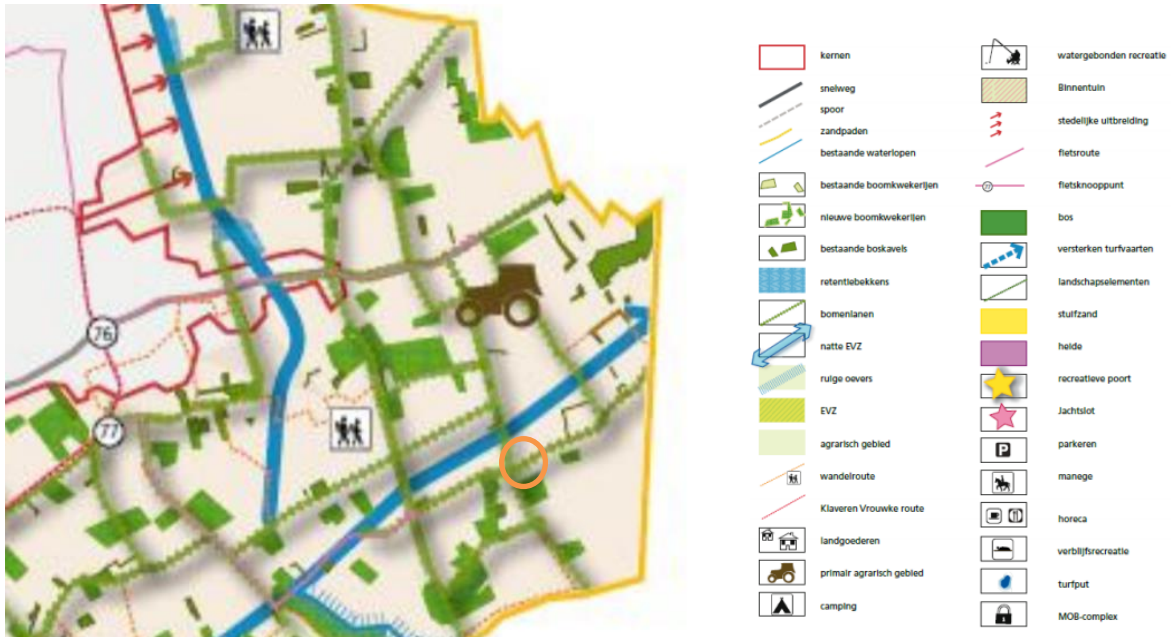 76
77
kernen
snelweg
spoor
zandpaden
bestaande waterlopen
bestaande boomkwekerijen
nieuwe boomkwekerijen
bestaande boskavels
retentiebekkens
bomenlanen
natte EVZ
ruige oevers
EVZ
agrarisch gebied
wandelroute
Klaveren Vrouwke route
landgoederen
primair agrarisch gebied
camping
watergebonden recreatie
Binnentuin
stedelijke uitbreiding
fietsroute
77
fietsknooppunt
bos
versterken turfvaarten
landschapselementen
stuifzand
heide
recreatieve poort
Jachtslot
P
parkeren
manege
horeca
verblijfsrecreatie
turfput
MOB-complex